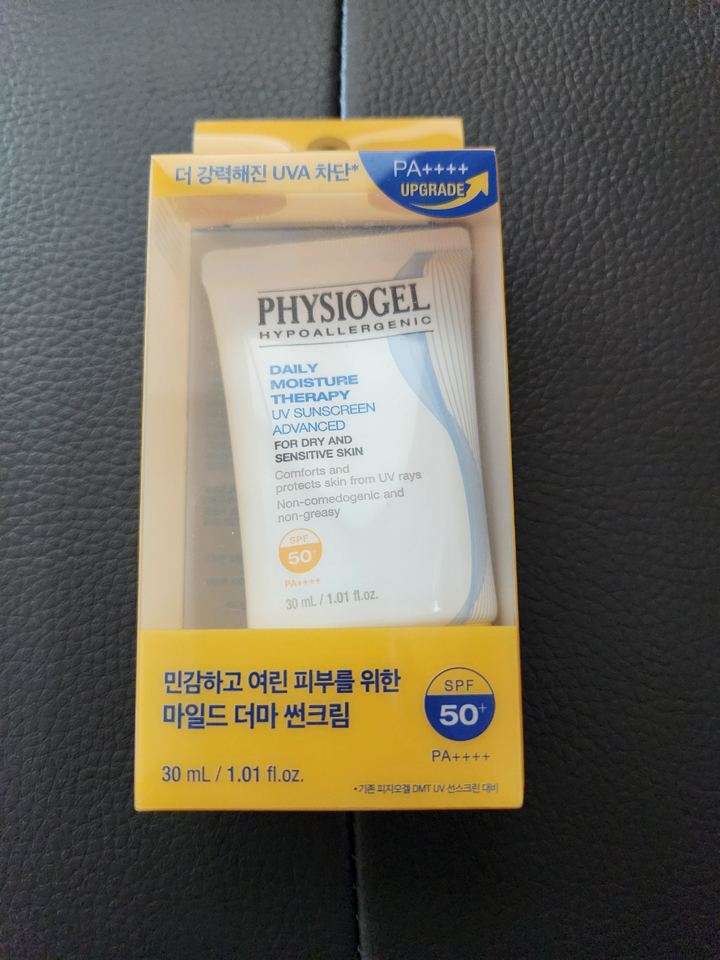 더 강력해진 UVA 차단*
PA++++
UPGRADE
PHYSIOGEL
HYPOALLERGENIC
DAILY
MOISTURE
THERAPY
UV SUNSCREEN
ADVANCED
FOR DRY AND
SENSITIVE SKIN
Comforts and
protects skin from UV rays
Non-comedogenic and
non-greasy
SPF
50+
PA++++
30 mL / 1.01 fl.oz.
민감하고 여린 피부를 위한
마일드 더마 썬크림
SPF
50+
PA++++
30 mL / 1.01 fl.oz.
*기존 피지오겔 DMT UV 선스크린 대비